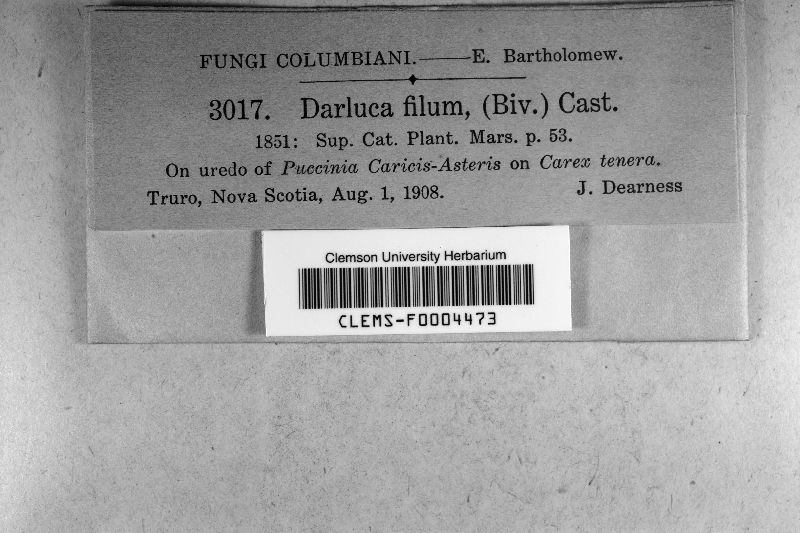 FUNGI COLUMBIANI.——E. Bartholomew.
3017. Darluca filum, (Biv.) Cast.
1851: Sup. Cat. Plant. Mars. p. 53.
On uredo of Puccinia Caricis-Asteris on Carex tenera.
Truro, Nova Scotia, Aug. 1, 1908. J. Dearness
Clemson University Herbarium
CLEMS-F0004473